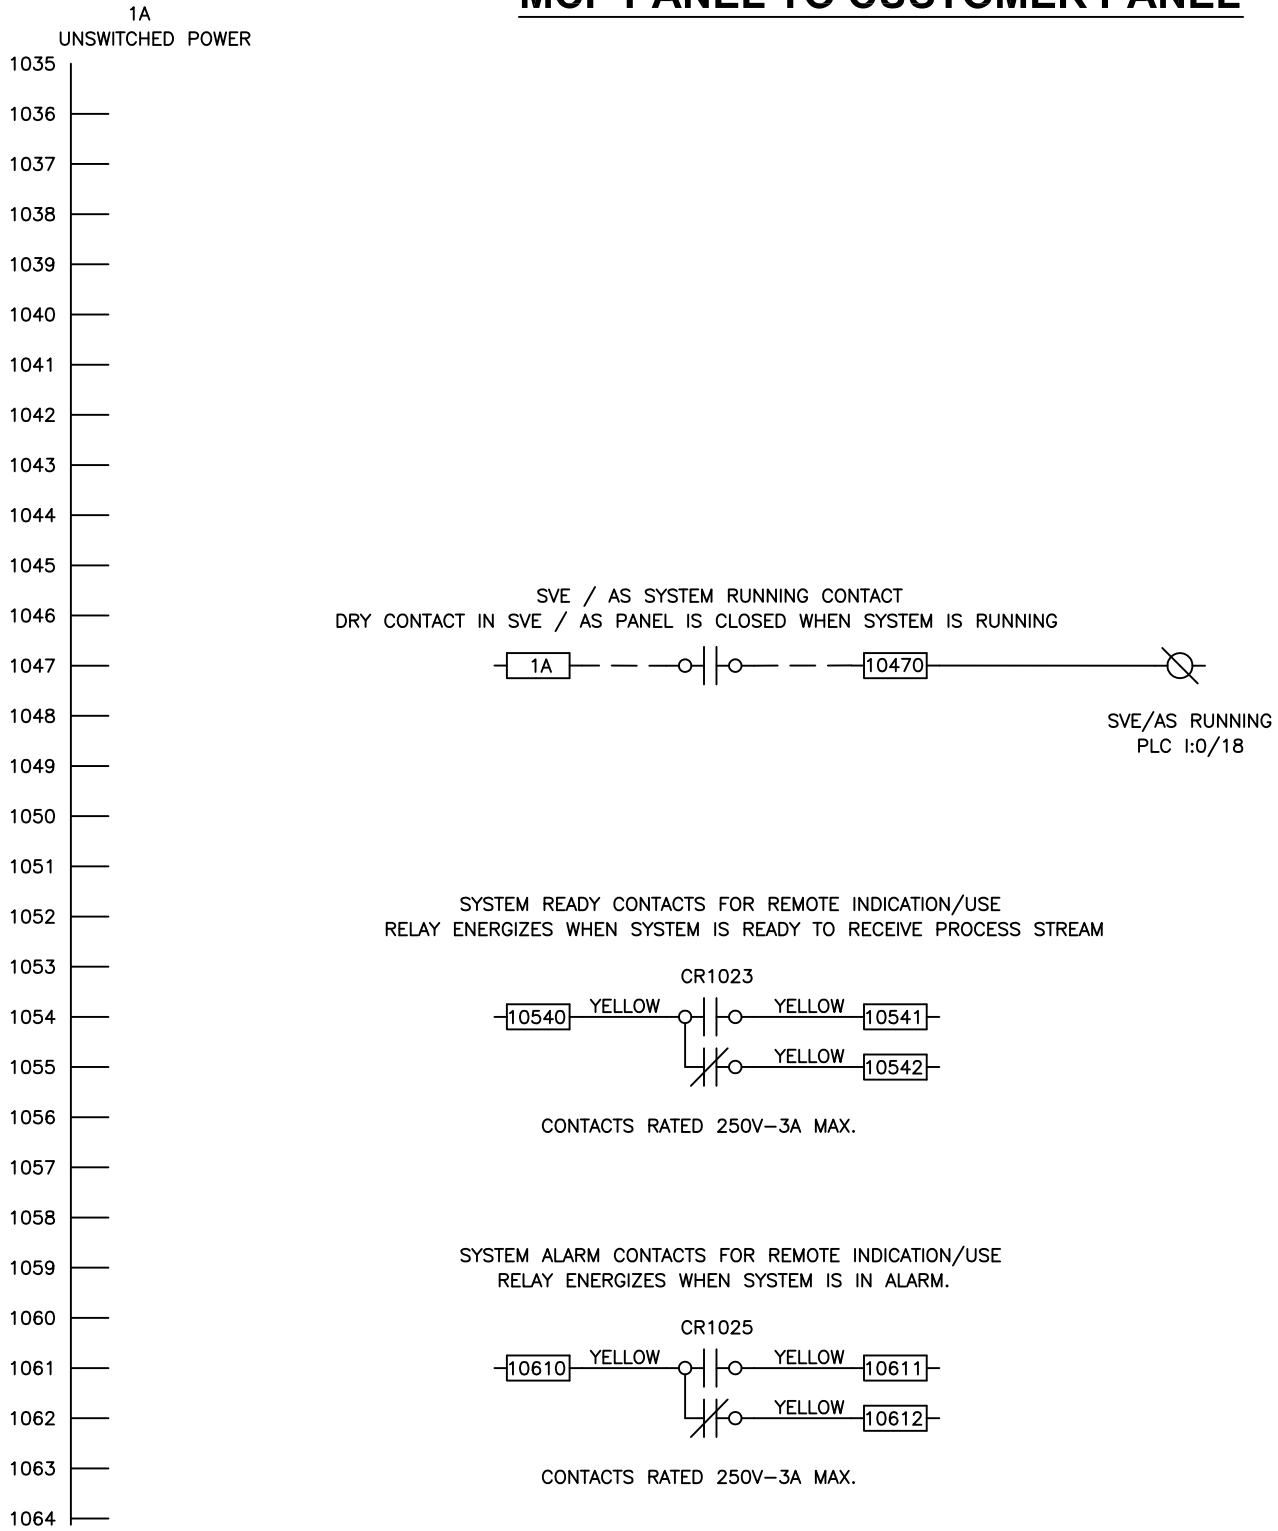 MCP PANEL TO CUSTOMER PANEL
1A
UNSWITCHED POWER
1035
1036
1037
1038
1039
1040
1041
1042
1043
1044
1045
SVE / AS SYSTEM RUNNING CONTACT
1046
DRY CONTACT IN SVE / AS PANEL IS CLOSED WHEN SYSTEM IS RUNNING
1047 1A 10470
1048
SVE/AS RUNNING
PLC I:0/18
1049
1050
1051
SYSTEM READY CONTACTS FOR REMOTE INDICATION/USE
1052
RELAY ENERGIZES WHEN SYSTEM IS READY TO RECEIVE PROCESS STREAM
1053
CR1023
1054 10540 YELLOW YELLOW 10541
1055 YELLOW 10542
1056
CONTACTS RATED 250V-3A MAX.
1057
1058
SYSTEM ALARM CONTACTS FOR REMOTE INDICATION/USE
1059
RELAY ENERGIZES WHEN SYSTEM IS IN ALARM.
1060
CR1025
1061 10610 YELLOW YELLOW 10611
1062 YELLOW 10612
1063
CONTACTS RATED 250V-3A MAX.
1064